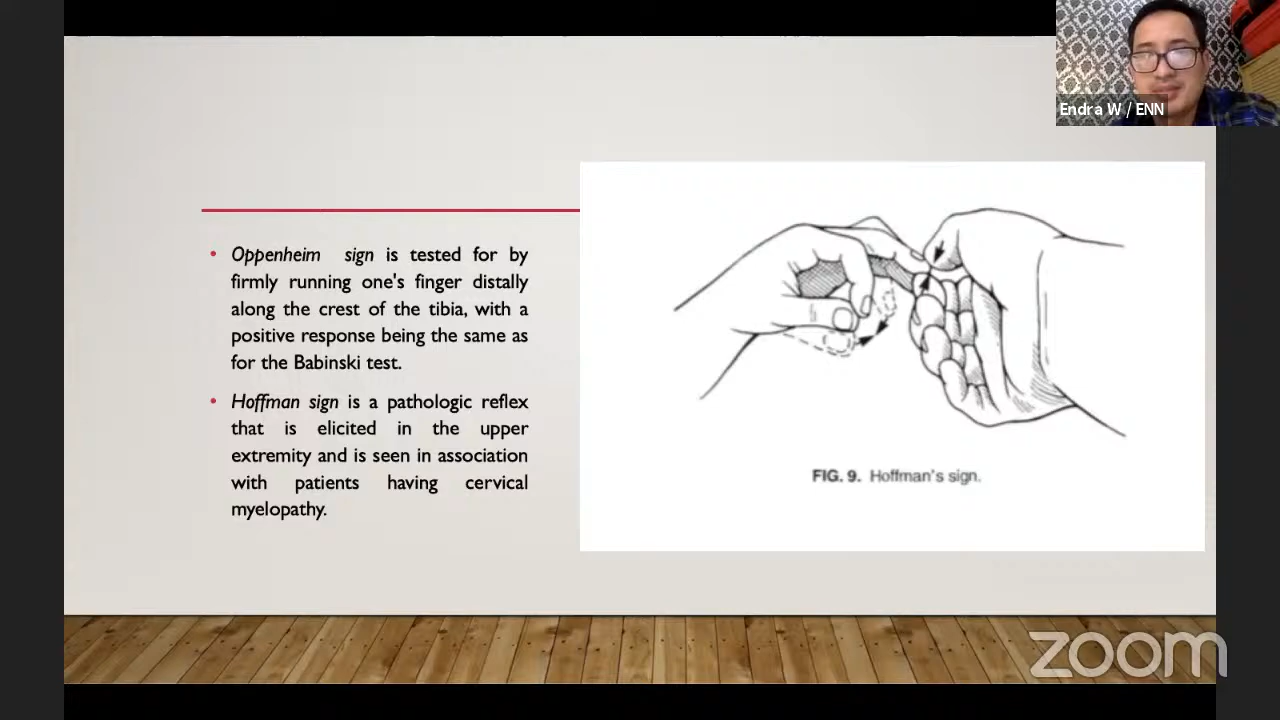 Endra W / ENN
• Oppenheim sign is tested for by
firmly running one's finger distally
along the crest of the tibia, with a
positive response being the same as
for the Babinski test.
• Hoffman sign is a pathologic reflex
that is elicited in the upper
extremity and is seen in association
with patients having cervical
myelopathy.
FIG. 9. Hoffman's sign.
zoom